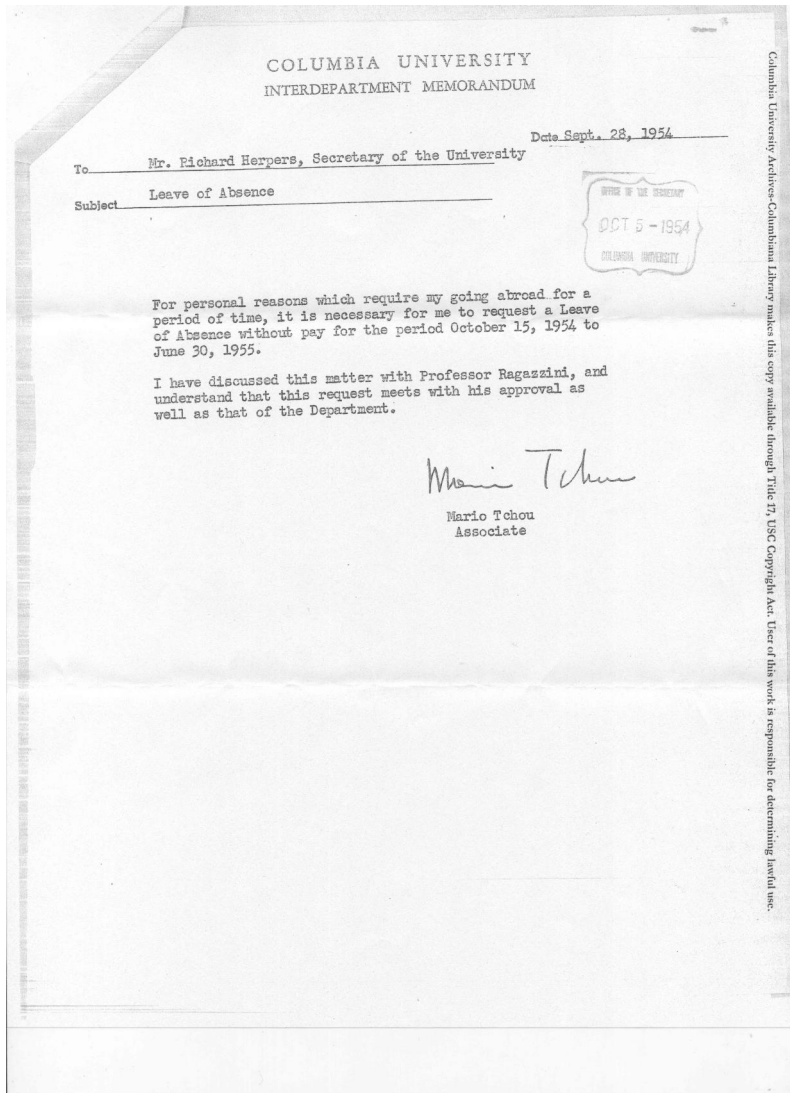 COLUMBIA UNIVERSITY
INTERDEPARTMENT MEMORANDUM
Date Sept. 28, 1954
To Mr. Richard Herpers, Secretary of the University
Subject Leave of Absence
OFFICE OF THE SECRETARY
OCT 5 - 1954
COLUMBIA UNIVERSITY
For personal reasons which require my going abroad for a
period of time, it is necessary for me to request a Leave
of Absence without pay for the period October 15, 1954 to
June 30, 1955.
I have discussed this matter with Professor Ragazzini, and
understand that this request meets with his approval as
well as that of the Department.
Mario Tchou
Mario Tchou
Associate
Columbia University Archives-Columbiana Library makes this copy available through Title 17, USC Copyright Act. User of this work is responsible for determining lawful use.